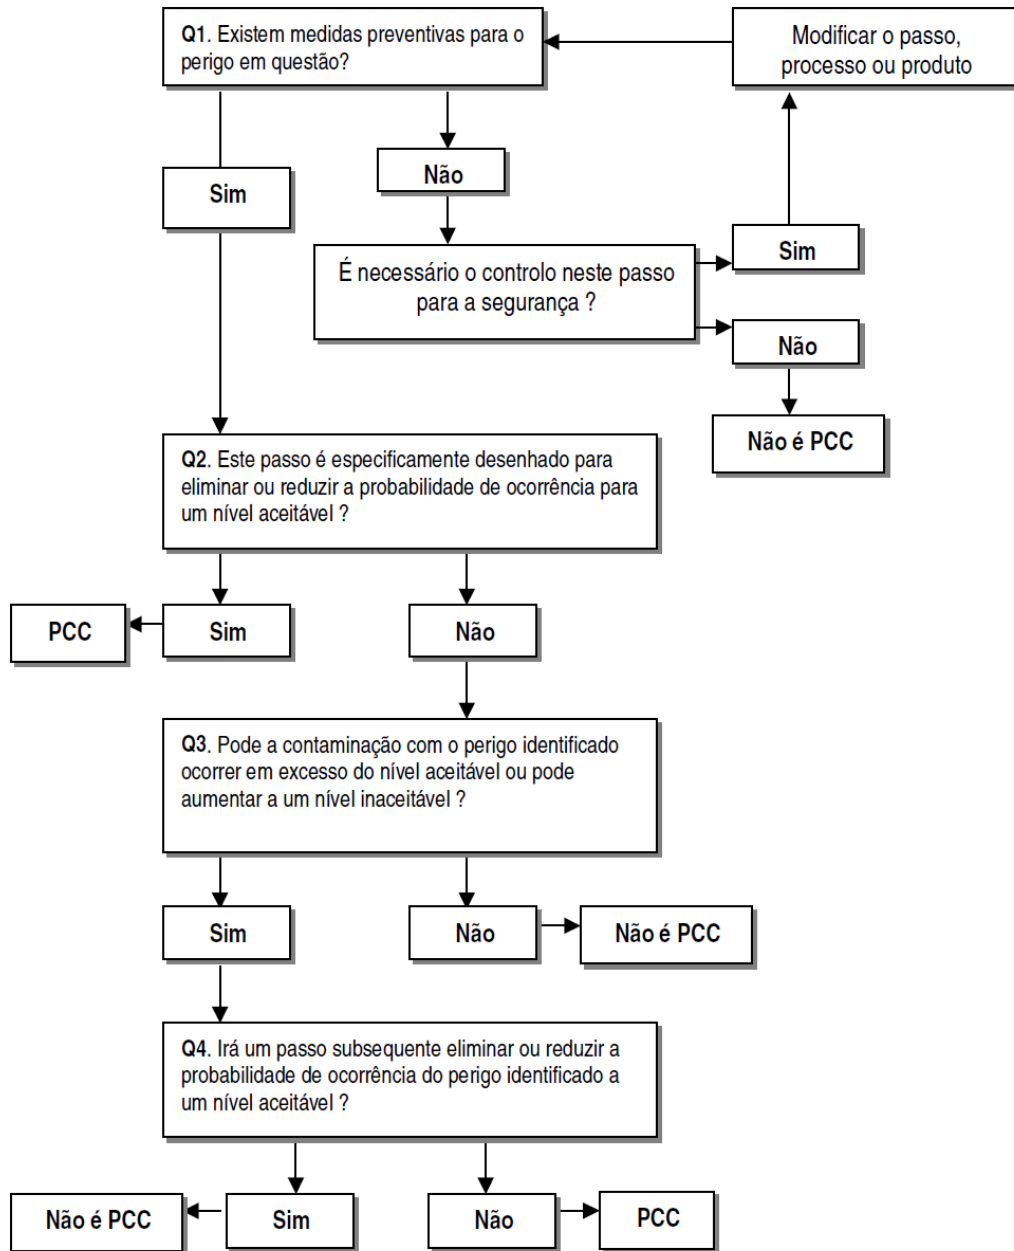 Q1. Existem medidas preventivas para o
perigo em questão?
Modificar o passo,
processo ou produto
Não
Sim
Sim
É necessário o controlo neste passo
para a segurança ?
Não
Não é PCC
Q2. Este passo é especificamente desenhado para
eliminar ou reduzir a probabilidade de ocorrência para
um nível aceitável ?
PCC
Sim
Não
Q3. Pode a contaminação com o perigo identificado
ocorrer em excesso do nível aceitável ou pode
aumentar a um nível inaceitável ?
Sim
Não
Não é PCC
Q4. Irá um passo subsequente eliminar ou reduzir a
probabilidade de ocorrência do perigo identificado a
um nível aceitável ?
Não é PCC
Sim
Não
PCC